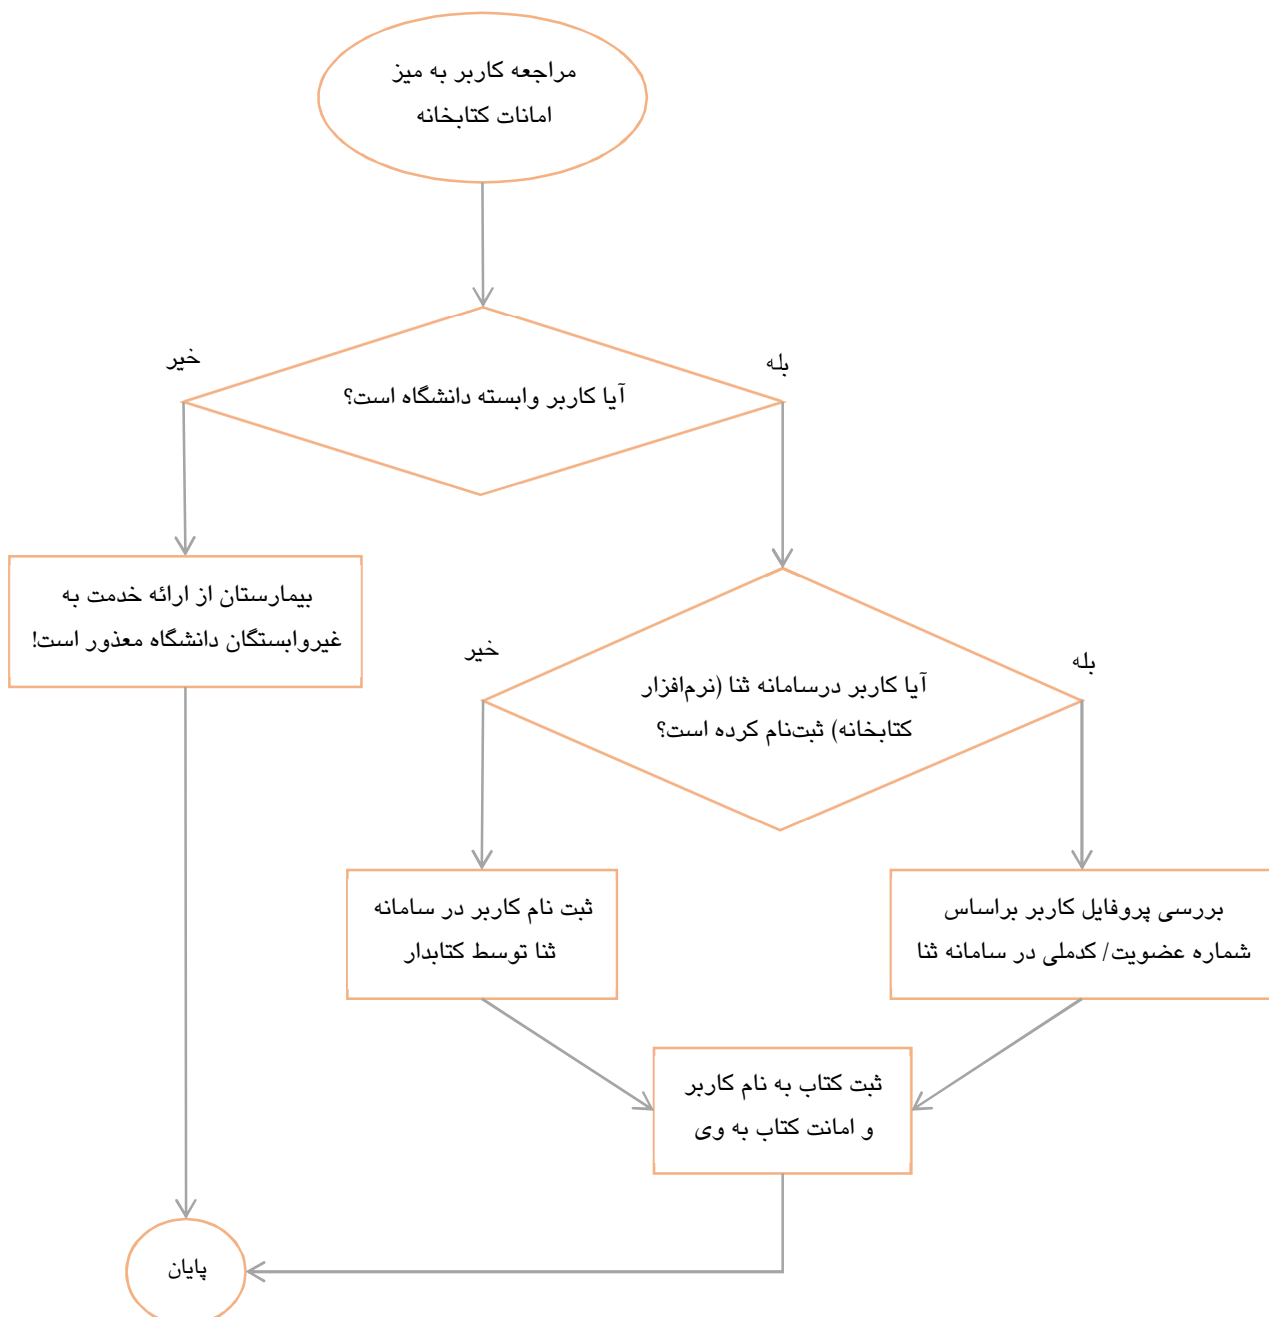 مراجعه کاربر به میز
امانات کتابخانه
خیر
بله
آیا کاربر وابسته دانشگاه است؟
بیمارستان از ارائه خدمت به
غیروابستگان دانشگاه معذور است!
خیر
بله
آیا کاربر درسامانه ثنا (نرم‌افزار
کتابخانه) ثبت‌نام کرده است؟
بررسی پروفایل کاربر براساس
شماره عضویت/ کدملی در سامانه ثنا
ثبت نام کاربر در سامانه
ثنا توسط کتابدار
ثبت کتاب به نام کاربر
و امانت کتاب به وی
پایان